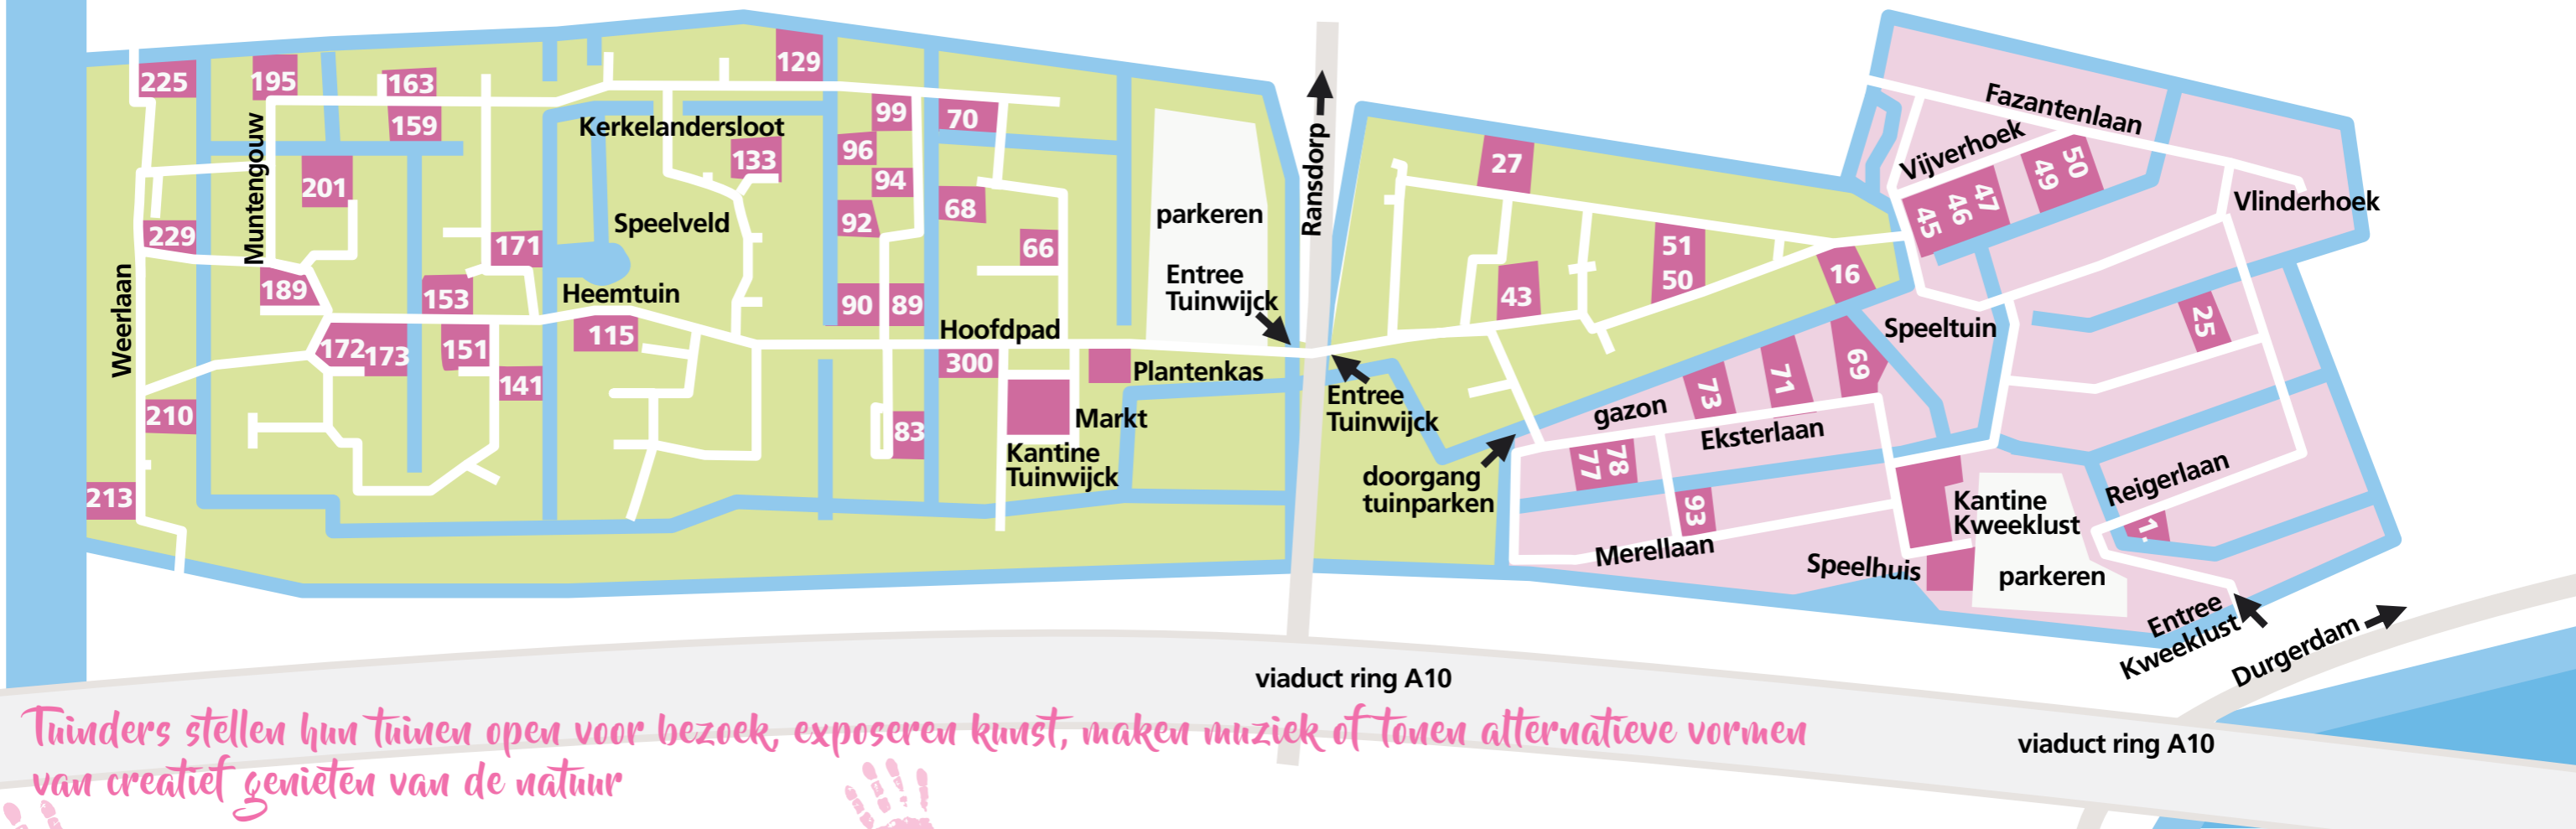 225
195
163
159
129
99
70
96
133
94
92
68
66
201
229
171
189
153
90
89
172
173
151
115
141
300
210
83
213
Muntengouw
Weerlaan
Kerkelandersloot
Speelveld
Heemtuin
Hoofdpad
Plantenkas
Markt
Kantine
Tuinwijck
parkeren
Entree
Tuinwijck
Ransdorp
Entree
Tuinwijck
27
43
51
50
16
doorgang
tuinparken
gazon
73
71
69
77
78
93
Eksterlaan
Merellaan
Fazantenlaan
Vijverhoek
45
46
47
49
50
Vlinderhoek
Speeltuin
25
Reigerlaan
1.
Kantine
Kweeklust
Speelhuis
parkeren
Entree
Kweeklust
Durgerdam
viaduct ring A10
viaduct ring A10
Tuinders stellen hun tuinen open voor bezoek, exposeren kunst, maken muziek of tonen alternatieve vormen
van creatief genieten van de natuur